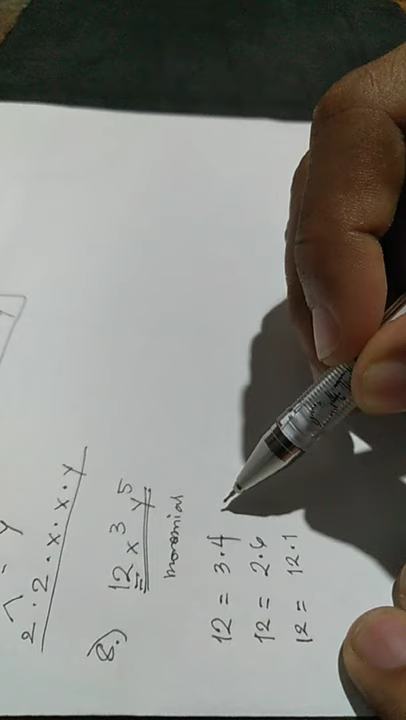 2 · 2 · x · x · y
8.) 12x³y⁵
monomial
12 = 3.4
12 = 2.6
12 = 12.1